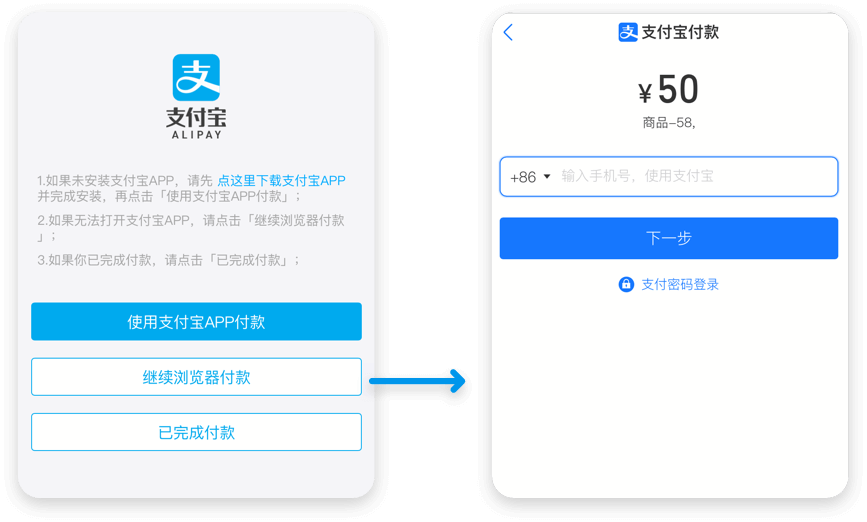 支
支付宝
ALIPAY
1.如果未安装支付宝APP，请先 点这里下载支付宝APP
并完成安装，再点击「使用支付宝APP付款」；
2.如果无法打开支付宝APP，请点击「继续浏览器付款
」；
3.如果你已完成付款，请点击「已完成付款」；
使用支付宝APP付款
继续浏览器付款
已完成付款
支 支付宝付款
¥ 50
商品-58,
+86 输入手机号，使用支付宝
下一步
支付密码登录